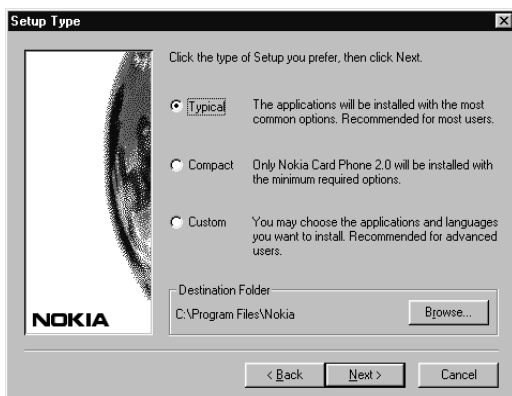 Setup Type
Click the type of Setup you prefer, then click Next.
Typical
The applications will be installed with the most
common options. Recommended for most users.
Compact
Only Nokia Card Phone 2.0 will be installed with
the minimum required options.
Custom
You may choose the applications and languages
you want to install. Recommended for advanced
users.
NOKIA
Destination Folder
C:\Program Files\Nokia
Browse...
< Back
Next >
Cancel